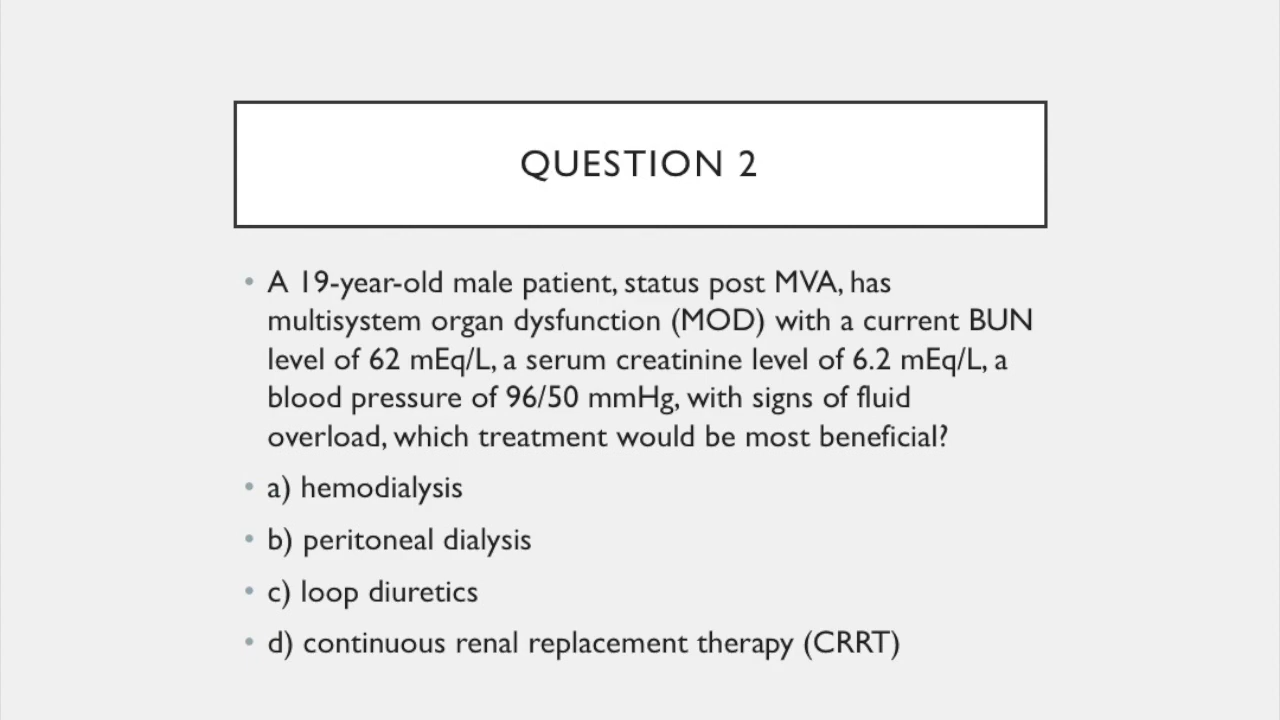 QUESTION 2
• A 19-year-old male patient, status post MVA, has
multisystem organ dysfunction (MOD) with a current BUN
level of 62 mEq/L, a serum creatinine level of 6.2 mEq/L, a
blood pressure of 96/50 mmHg, with signs of fluid
overload, which treatment would be most beneficial?
• a) hemodialysis
• b) peritoneal dialysis
• c) loop diuretics
• d) continuous renal replacement therapy (CRRT)